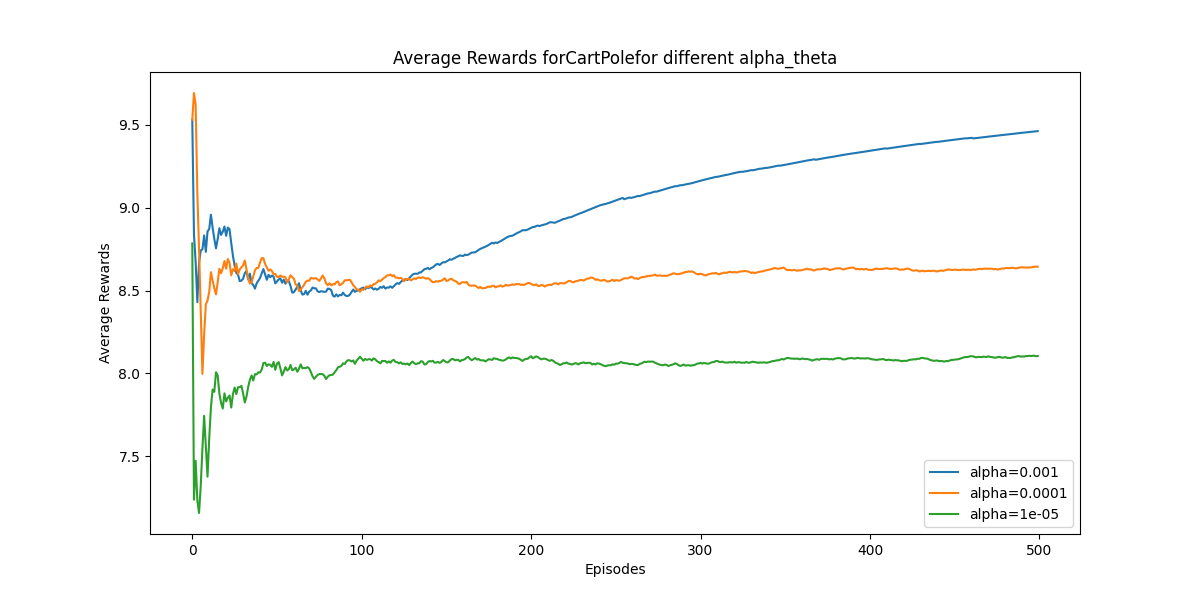 Average Rewards forCartPolefor different alpha_theta
Average Rewards
9.5
9.0
8.5
8.0
7.5
0
100
200
300
400
500
Episodes
alpha=0.001
alpha=0.0001
alpha=1e-05